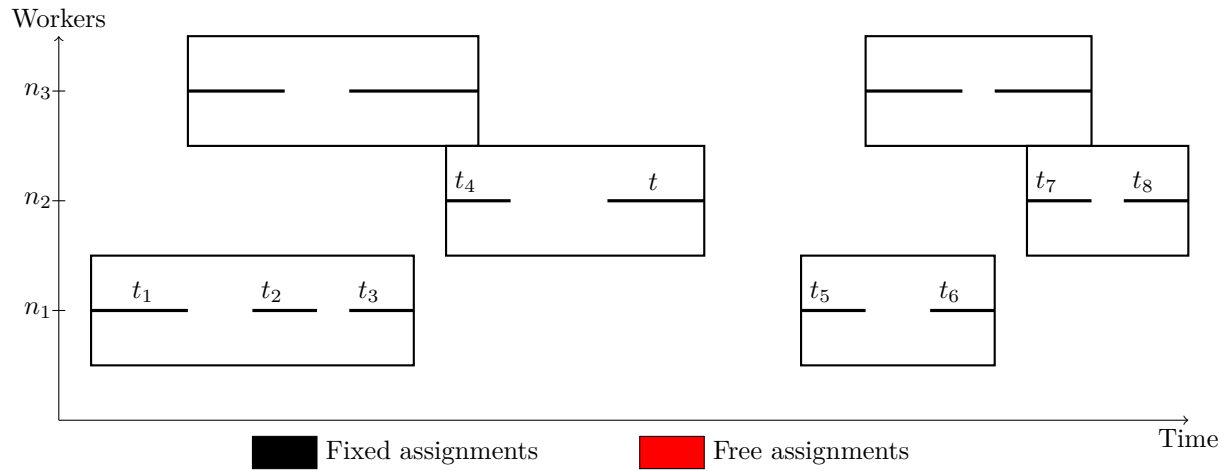 Workers
n₃
t₄ t t₇ t₈
n₂
t₁ t₂ t₃ t₅ t₆
n₁
Time
Fixed assignments Free assignments